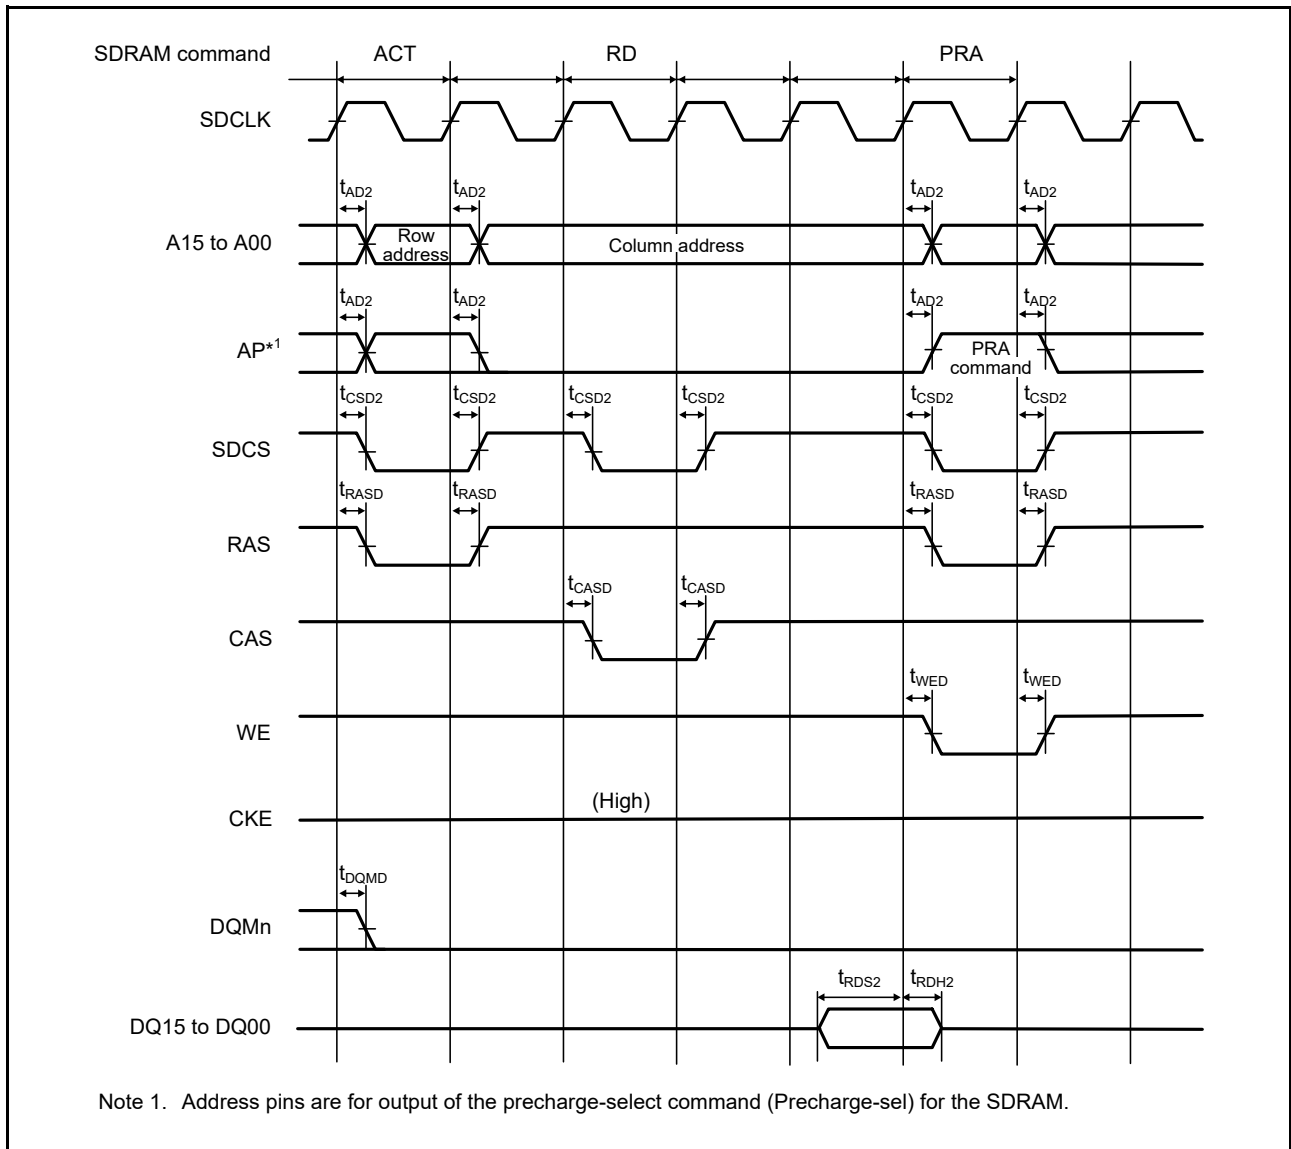 SDRAM command ACT RD PRA
SDCLK
tAD2 tAD2 tAD2 tAD2
A15 to A00
Row address
Column address
tAD2 tAD2 tAD2 tAD2
AP*1
PRA command
tCSD2 tCSD2 tCSD2 tCSD2 tCSD2 tCSD2
SDCS
tRASD tRASD tRASD tRASD
RAS
tCASD tCASD
CAS
tWED tWED
WE
(High)
CKE
tDQMD
DQMn
tRDS2 tRDH2
DQ15 to DQ00
Note 1. Address pins are for output of the precharge-select command (Precharge-sel) for the SDRAM.